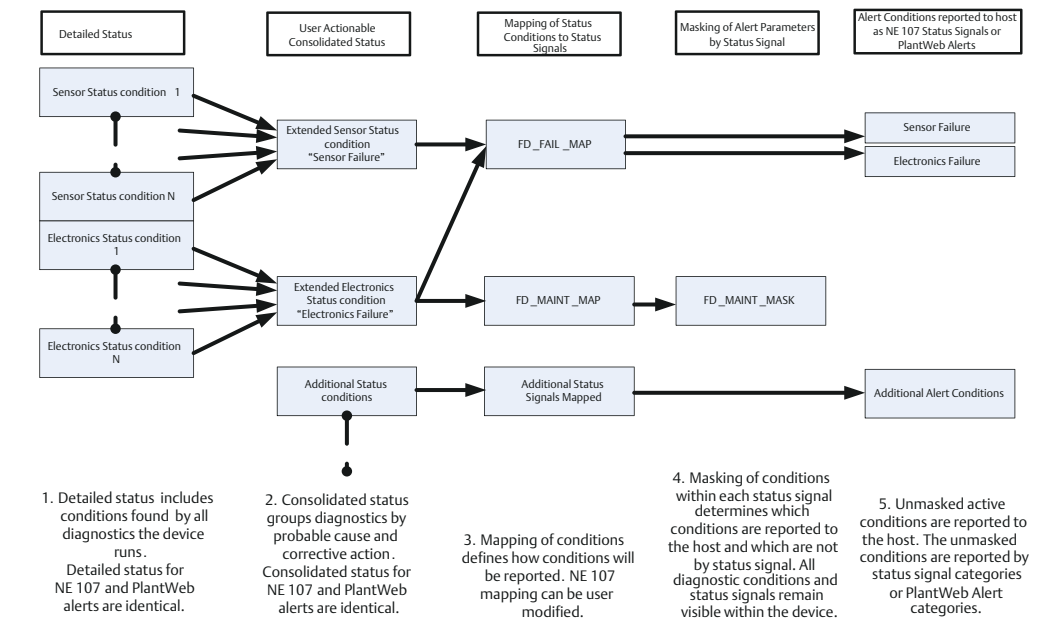 Detailed Status
User Actionable
Consolidated Status
Mapping of Status
Conditions to Status
Signals
Masking of Alert Parameters
by Status Signal
Alert Conditions reported to host
as NE 107 Status Signals or
PlantWeb Alerts
Sensor Status condition 1
Sensor Status condition N
Electronics Status condition
1
Electronics Status condition
N
Extended Sensor Status
condition
“Sensor Failure”
Extended Electronics
Status condition
“Electronics Failure”
Additional Status
conditions
FD _FAIL _MAP
FD _MAINT _MAP
Additional Status
Signals Mapped
FD _MAINT _MASK
Sensor Failure
Electronics Failure
Additional Alert Conditions
1. Detailed status includes
conditions found by all
diagnostics the device
runs.
Detailed status for
NE 107 and PlantWeb
alerts are identical.
2. Consolidated status
groups diagnostics by
probable cause and
corrective action.
Consolidated status for
NE 107 and PlantWeb
alerts are identical.
3. Mapping of conditions
defines how conditions will
be reported. NE 107
mapping can be user
modified.
4. Masking of conditions
within each status signal
determines which
conditions are reported to
the host and which are not
by status signal. All
diagnostic conditions and
status signals remain
visible within the device.
5. Unmasked active
conditions are reported to
the host. The unmasked
conditions are reported by
status signal categories
or PlantWeb Alert
categories.